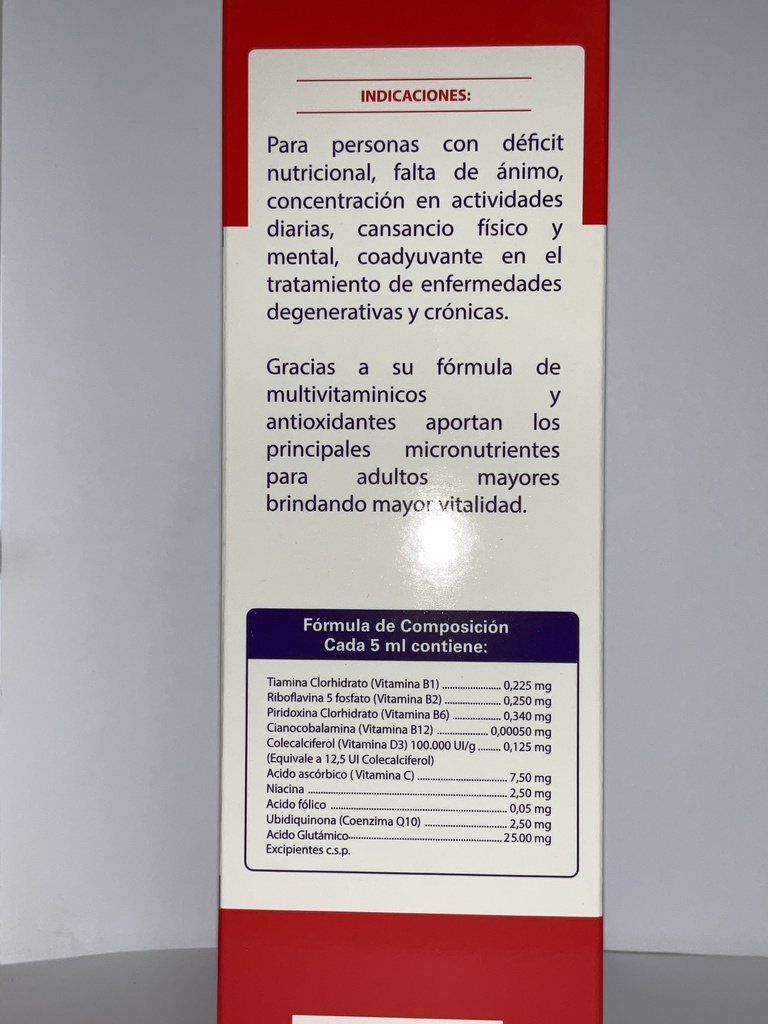 INDICACIONES:
Para personas con déficit
nutricional, falta de ánimo,
concentración en actividades
diarias, cansancio físico y
mental, coadyuvante en el
tratamiento de enfermedades
degenerativas y crónicas.
Gracias a su fórmula de
multivitaminicos y
antioxidantes aportan los
principales micronutrientes
para adultos mayores
brindando mayor vitalidad.
Fórmula de Composición
Cada 5 ml contiene:
Tiamina Clorhidrato (Vitamina B1) .................... 0,225 mg
Riboflavina 5 fosfato (Vitamina B2) ................... 0,250 mg
Piridoxina Clorhidrato (Vitamina B6) ................ 0,340 mg
Cianocobalamina (Vitamina B12) ................. 0,00050 mg
Colecalciferol (Vitamina D3) 100.000 UI/g ........ 0,125 mg
(Equivale a 12,5 UI Colecalciferol)
Acido ascórbico ( Vitamina C) ............................... 7,50 mg
Niacina .................................................................... 2,50 mg
Acido fólico ............................................................ 0,05 mg
Ubidiquinona (Coenzima Q10) ............................ 2,50 mg
Acido Glutámico..................................................... 25.00 mg
Excipientes c.s.p.